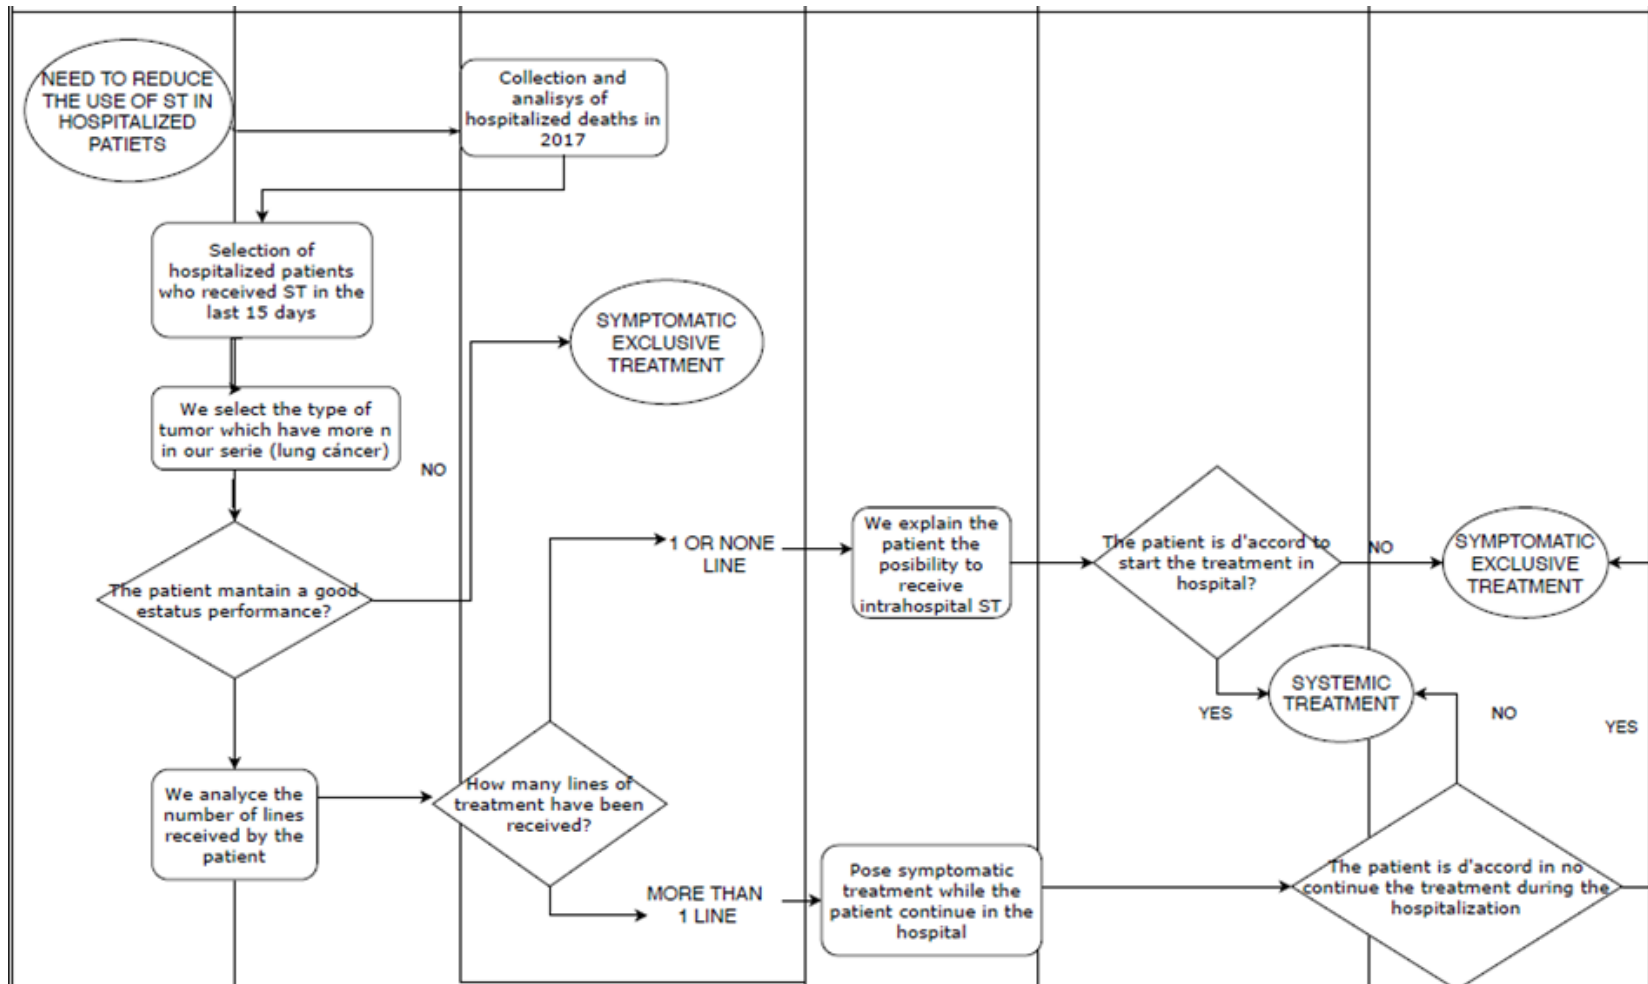 NEED TO REDUCE
THE USE OF ST IN
HOSPITALIZED
PATIETS
Collection and
analisys of
hospitalized deaths in
2017
Selection of
hospitalized patients
who received ST in the
last 15 days
SYMPTOMATIC
EXCLUSIVE
TREATMENT
We select the type of
tumor which have more n
in our serie (lung cáncer)
NO
The patient mantain a good
estatus performance?
1 OR NONE
LINE
We explain the
patient the
posibility to
receive
intrahospital ST
The patient is d'accord to
start the treatment in
hospital?
NO
SYMPTOMATIC
EXCLUSIVE
TREATMENT
YES
SYSTEMIC
TREATMENT
NO
YES
We analyce the
number of lines
received by the
patient
How many lines of
treatment have been
received?
MORE THAN
1 LINE
Pose symptomatic
treatment while the
patient continue in the
hospital
The patient is d'accord in no
continue the treatment during the
hospitalization